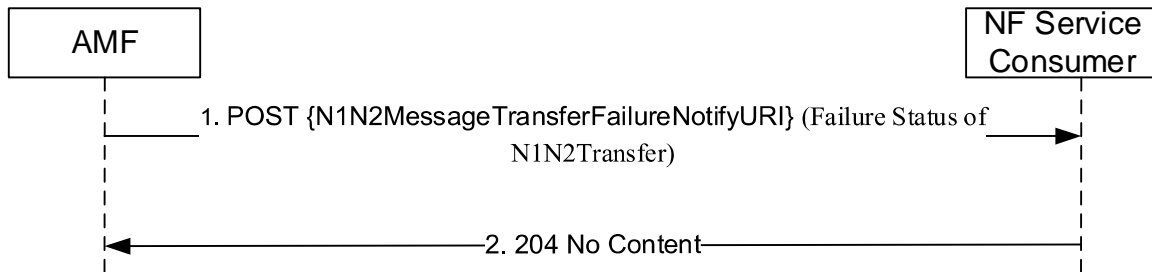 AMF
NF Service
Consumer
1. POST {N1N2MessageTransferFailureNotifyURI} (Failure Status of
N1N2Transfer)
2. 204 No Content